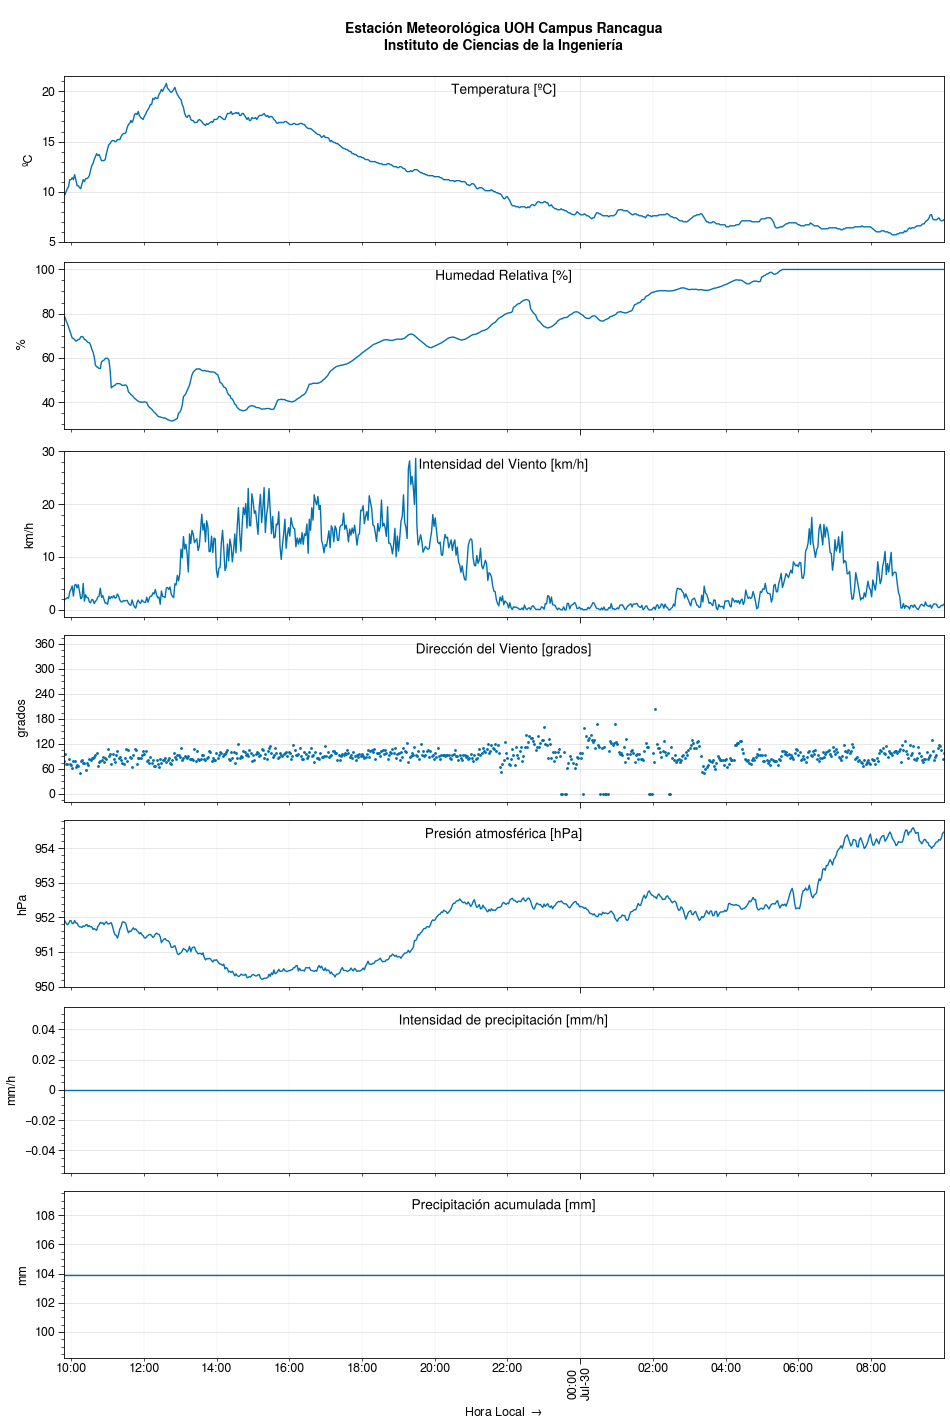 Estación Meteorológica UOH Campus Rancagua
Instituto de Ciencias de la Ingeniería
Temperatura [ºC]
ºC
20
15
10
5
Humedad Relativa [%]
%
100
80
60
40
Intensidad del Viento [km/h]
km/h
30
20
10
0
Dirección del Viento [grados]
grados
360
300
240
180
120
60
0
Presión atmosférica [hPa]
hPa
954
953
952
951
950
Intensidad de precipitación [mm/h]
mm/h
0.04
0.02
0
−0.02
−0.04
Precipitación acumulada [mm]
mm
108
106
104
102
100
10:00 12:00 14:00 16:00 18:00 20:00 22:00 00:00 02:00 04:00 06:00 08:00
Jul-30
Hora Local →